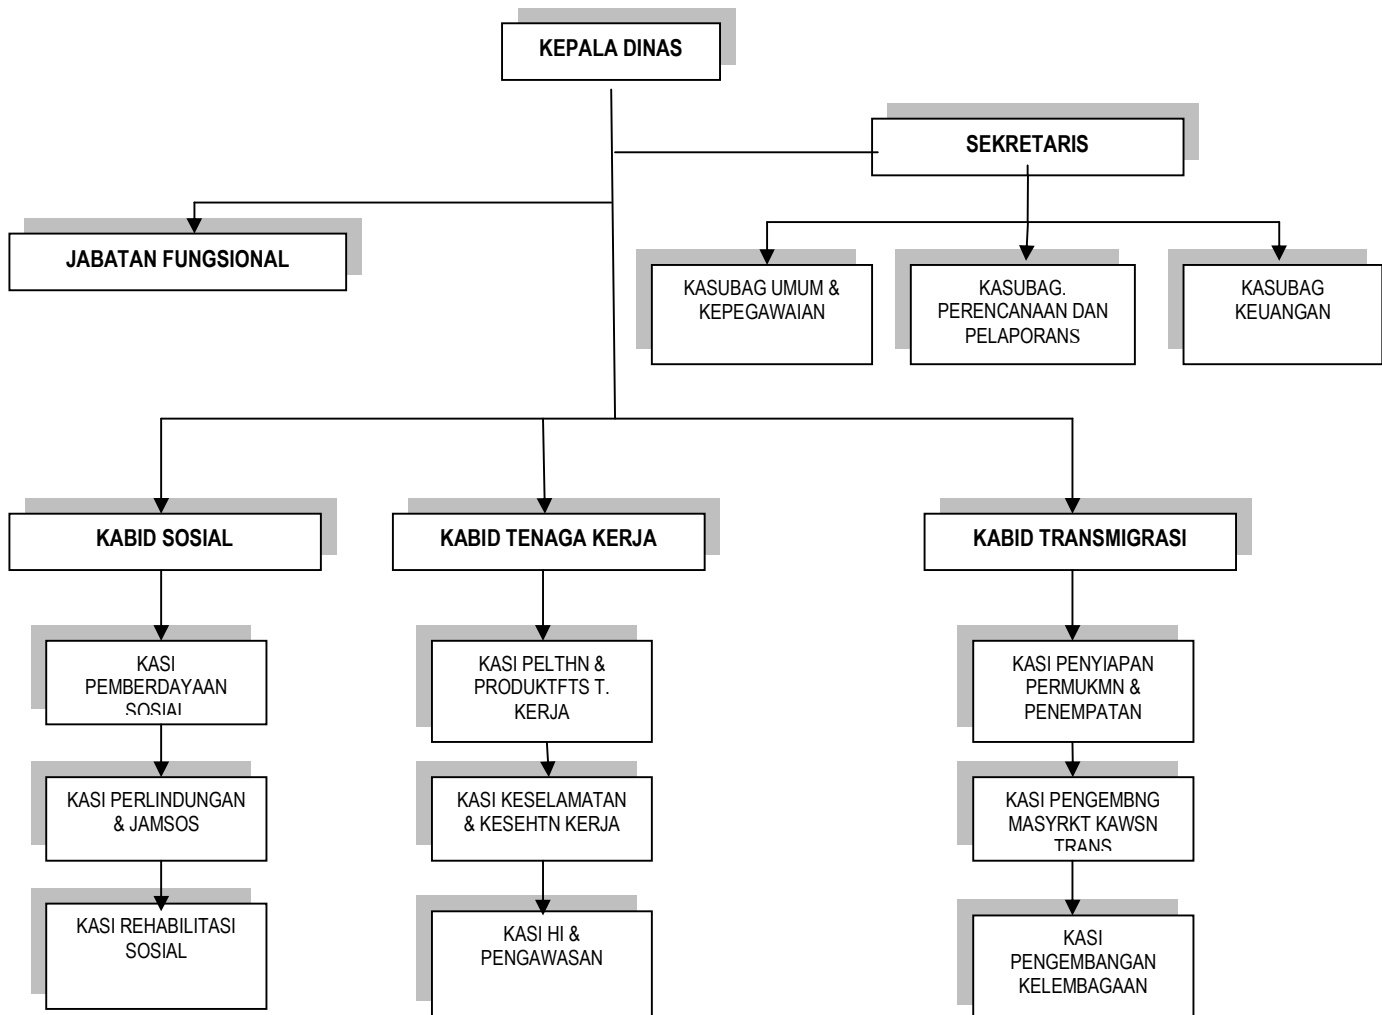 KEPALA DINAS
SEKRETARIS
JABATAN FUNGSIONAL
KASUBAG UMUM &
KEPEGAWAIAN
KASUBAG.
PERENCANAAN DAN
PELAPORANS
KASUBAG
KEUANGAN
KABID SOSIAL
KABID TENAGA KERJA
KABID TRANSMIGRASI
KASI
PEMBERDAYAAN
SOSIAL
KASI PELTHN &
PRODUKTFTS T.
KERJA
KASI PENYIAPAN
PERMUKMN &
PENEMPATAN
KASI PERLINDUNGAN
& JAMSOS
KASI KESELAMATAN
& KESEHTN KERJA
KASI PENGEMBNG
MASYRKT KAWSN
TRANS
KASI REHABILITASI
SOSIAL
KASI HI &
PENGAWASAN
KASI
PENGEMBANGAN
KELEMBAGAAN